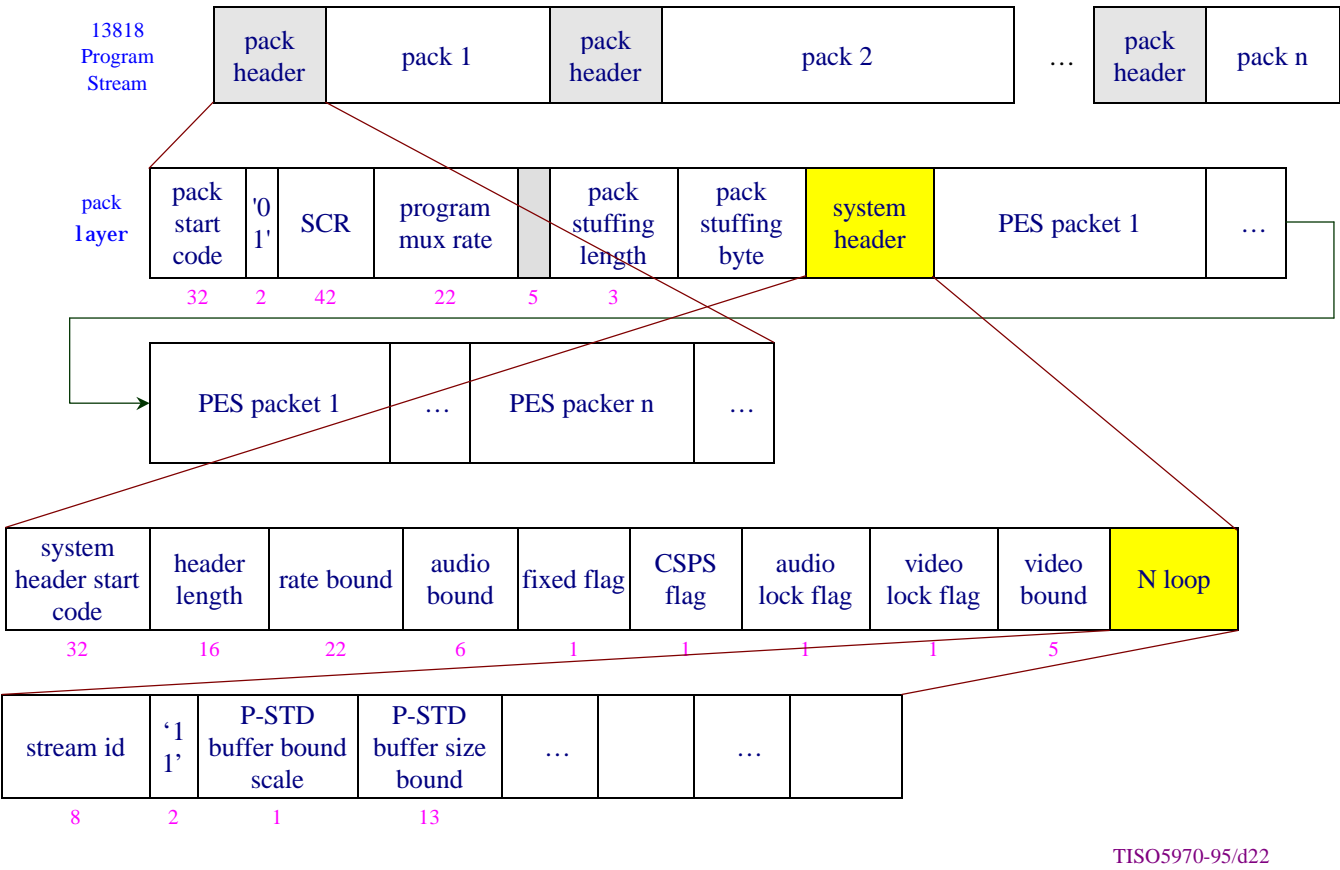 13818
Program
Stream
pack
header
pack 1
pack
header
pack 2
…
pack
header
pack n
pack
layer
pack
start
code
'0
1'
SCR
program
mux rate
pack
stuffing
length
pack
stuffing
byte
system
header
PES packet 1
…
32
2
42
22
5
3
PES packet 1
…
PES packer n
…
system
header start
code
header
length
rate bound
audio
bound
fixed flag
CSPS
flag
audio
lock flag
video
lock flag
video
bound
N loop
32
16
22
6
1
1
1
1
5
stream id
‘1
1’
P-STD
buffer bound
scale
P-STD
buffer size
bound
…
…
8
2
1
13
TISO5970-95/d22